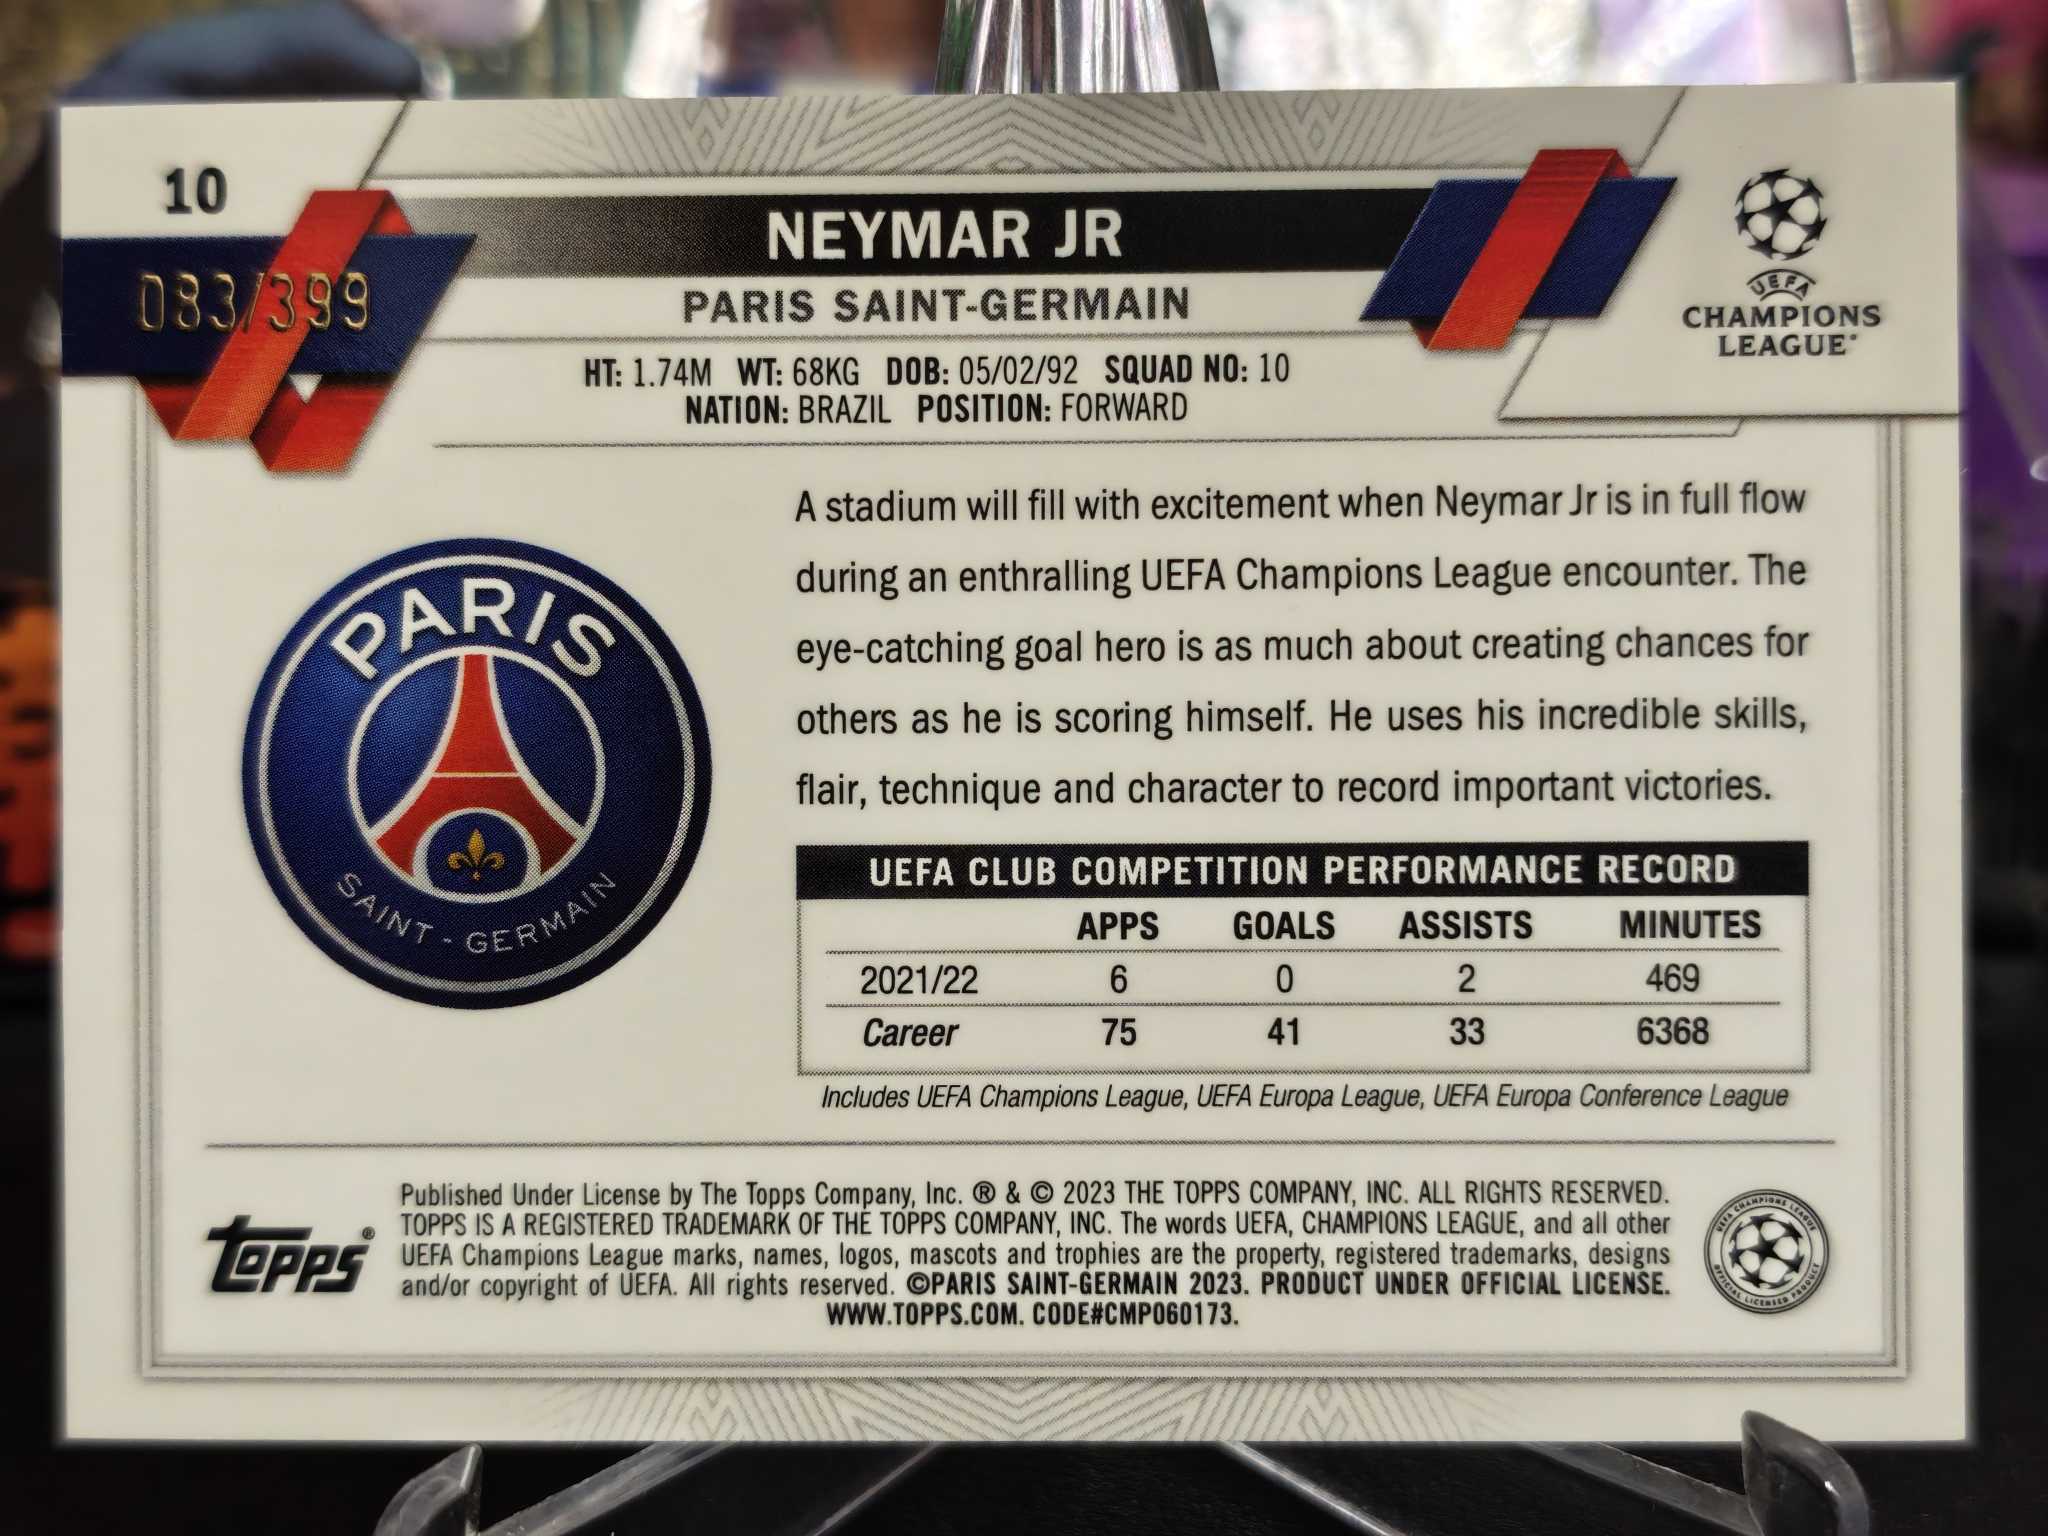 10
083/399
NEYMAR JR
PARIS SAINT-GERMAIN
HT: 1.74M WT: 68KG DOB: 05/02/92 SQUAD NO: 10
NATION: BRAZIL POSITION: FORWARD
UEFA
CHAMPIONS
LEAGUE®
PARIS
SAINT-GERMAIN
A stadium will fill with excitement when Neymar Jr is in full flow
during an enthralling UEFA Champions League encounter. The
eye-catching goal hero is as much about creating chances for
others as he is scoring himself. He uses his incredible skills,
flair, technique and character to record important victories.
UEFA CLUB COMPETITION PERFORMANCE RECORD
APPS GOALS ASSISTS MINUTES
2021/22 6 0 2 469
Career 75 41 33 6368
Includes UEFA Champions League, UEFA Europa League, UEFA Europa Conference League
topps®
Published Under License by The Topps Company, Inc. ® & © 2023 THE TOPPS COMPANY, INC. ALL RIGHTS RESERVED.
TOPPS IS A REGISTERED TRADEMARK OF THE TOPPS COMPANY, INC. The words UEFA, CHAMPIONS LEAGUE, and all other
UEFA Champions League marks, names, logos, mascots and trophies are the property, registered trademarks, designs
and/or copyright of UEFA. All rights reserved. ©PARIS SAINT-GERMAIN 2023. PRODUCT UNDER OFFICIAL LICENSE.
WWW.TOPPS.COM. CODE#CMP060173.
UEFA CHAMPIONS LEAGUE
OFFICIAL LICENSED PRODUCT